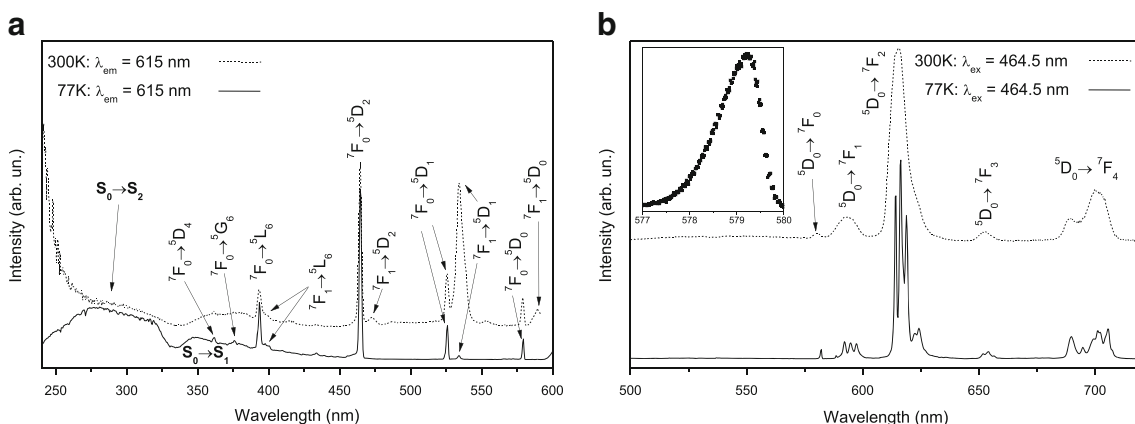 a
300K: λem = 615 nm
77K: λem = 615 nm
S0→S2
7F0→5D4
7F0→5G6
7F0→5L6
7F1→5L6
7F0→5D2
7F1→5D2
7F0→5D1
5D1
7F1→
7F0→5D0
7F1→5D0
S0→S1
Intensity (arb. un.)
250 300 350 400 450 500 550 600
Wavelength (nm)
b
300K: λex = 464.5 nm
77K: λex = 464.5 nm
577 578 579 580
5D0→7F0
5D0→7F1
5D0→7F2
5D0→7F3
5D0→7F4
Intensity (arb. un.)
500 550 600 650 700
Wavelength (nm)